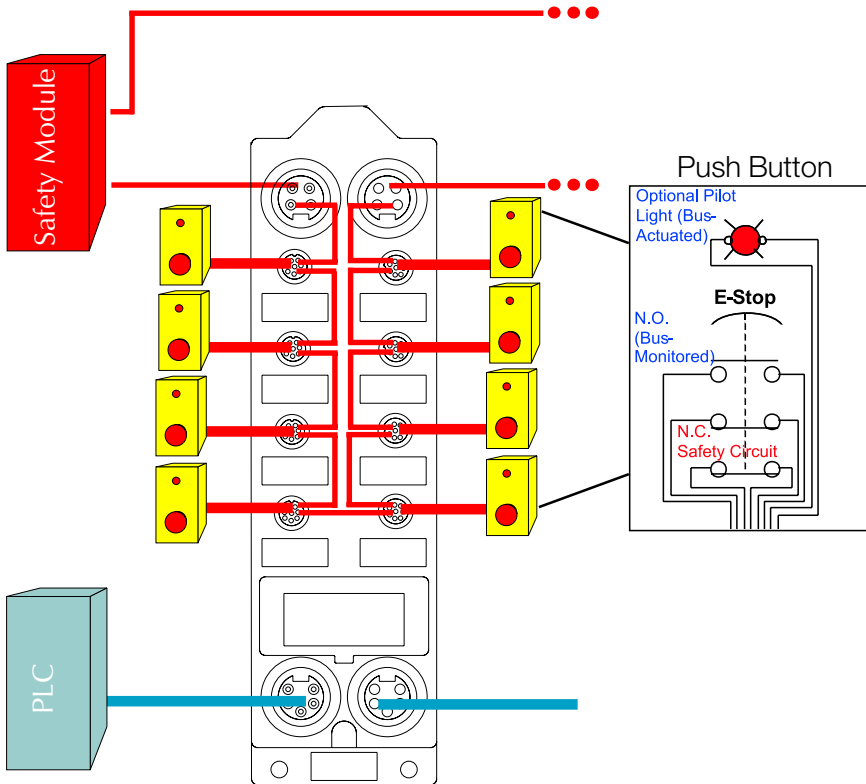 Safety Module
Push Button
Optional Pilot
Light (Bus-
Actuated)
E-Stop
N.O.
(Bus-
Monitored)
N.C.
Safety Circuit
PLC